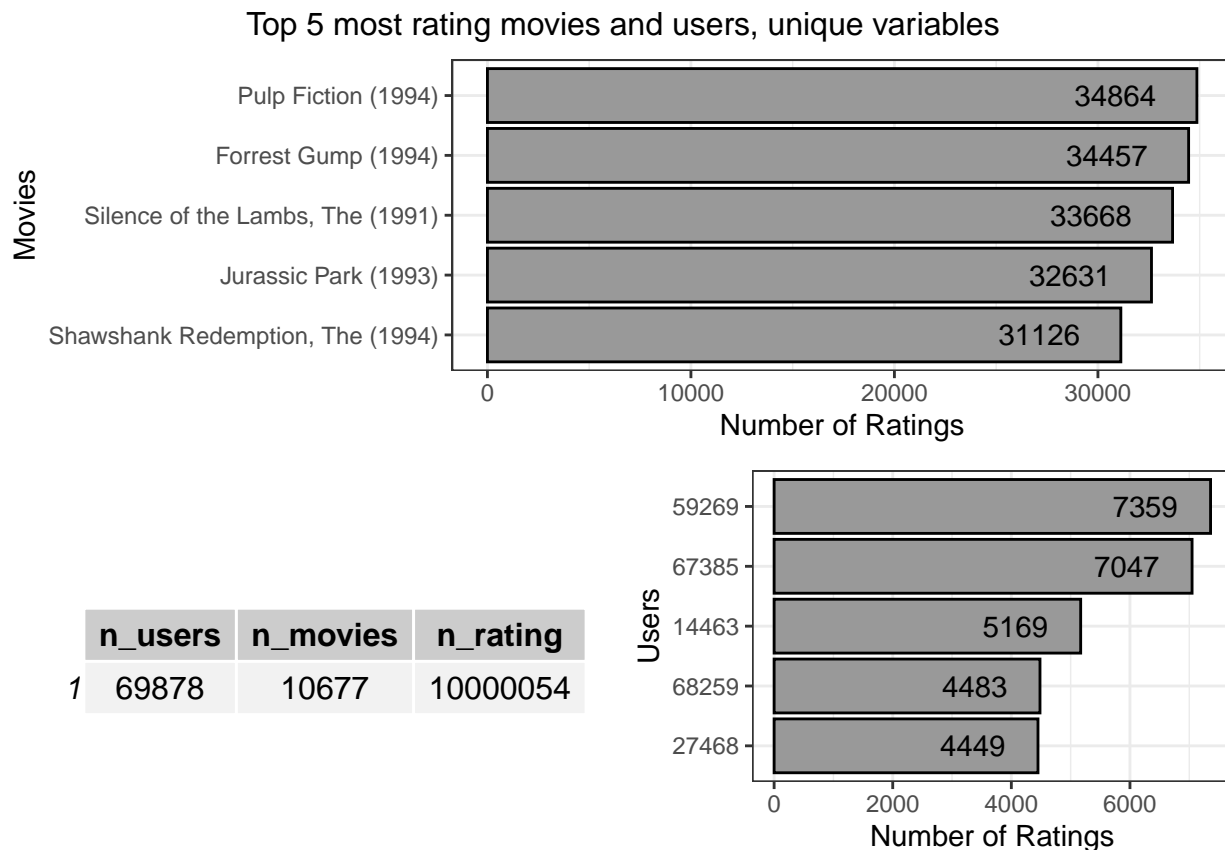 Top 5 most rating movies and users, unique variables
Movies
Pulp Fiction (1994)
34864
Forrest Gump (1994)
34457
Silence of the Lambs, The (1991)
33668
Jurassic Park (1993)
32631
Shawshank Redemption, The (1994)
31126
0 10000 20000 30000
Number of Ratings
n_users n_movies n_rating
1 69878 10677 10000054
Users
59269
7359
67385
7047
14463
5169
68259
4483
27468
4449
0 2000 4000 6000
Number of Ratings